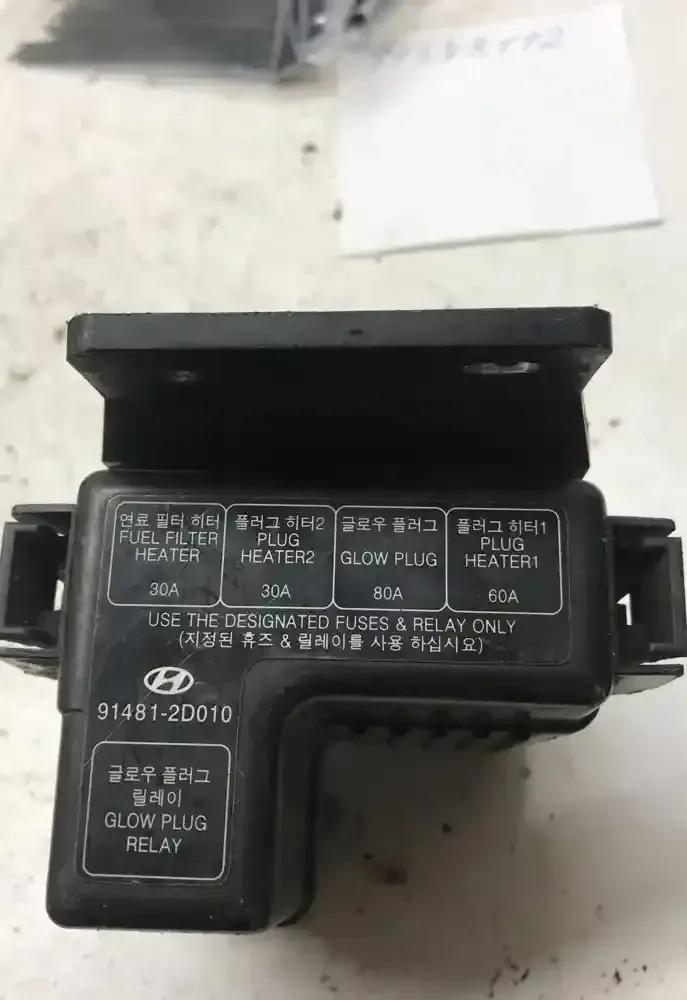 연료 필터 히터
FUEL FILTER
HEATER
30A
플러그 히터2
PLUG
HEATER2
30A
글로우 플러그
GLOW PLUG
80A
플러그 히터1
PLUG
HEATER1
60A
USE THE DESIGNATED FUSES & RELAY ONLY
(지정된 휴즈 & 릴레이를 사용 하십시요)
91481-2D010
글로우 플러그
릴레이
GLOW PLUG
RELAY